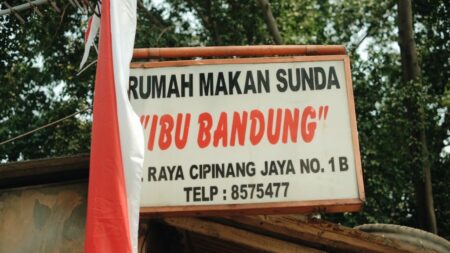 RUMAH MAKAN SUNDA
"IBU BANDUNG"
. RAYA CIPINANG JAYA NO. 1 B
TELP : 8575477